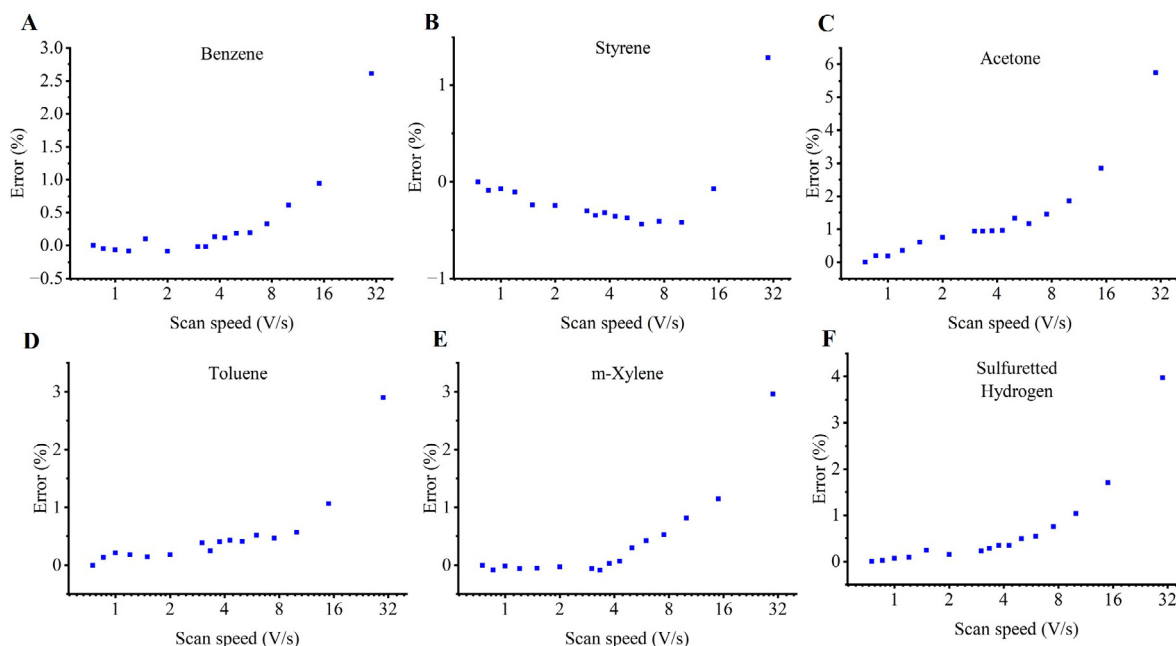 A
Benzene
3.0
2.5
2.0
1.5
1.0
0.5
0.0
−0.5
Error (%)
1 2 4 8 16 32
Scan speed (V/s)
B
Styrene
1
0
−1
Error (%)
1 2 4 8 16 32
Scan speed (V/s)
C
Acetone
6
5
4
3
2
1
0
Error (%)
1 2 4 8 16 32
Scan speed (V/s)
D
Toluene
3
2
1
0
Error (%)
1 2 4 8 16 32
Scan speed (V/s)
E
m-Xylene
3
2
1
0
Error (%)
1 2 4 8 16 32
Scan speed (V/s)
F
Sulfuretted
Hydrogen
4
3
2
1
0
Error (%)
1 2 4 8 16 32
Scan speed (V/s)